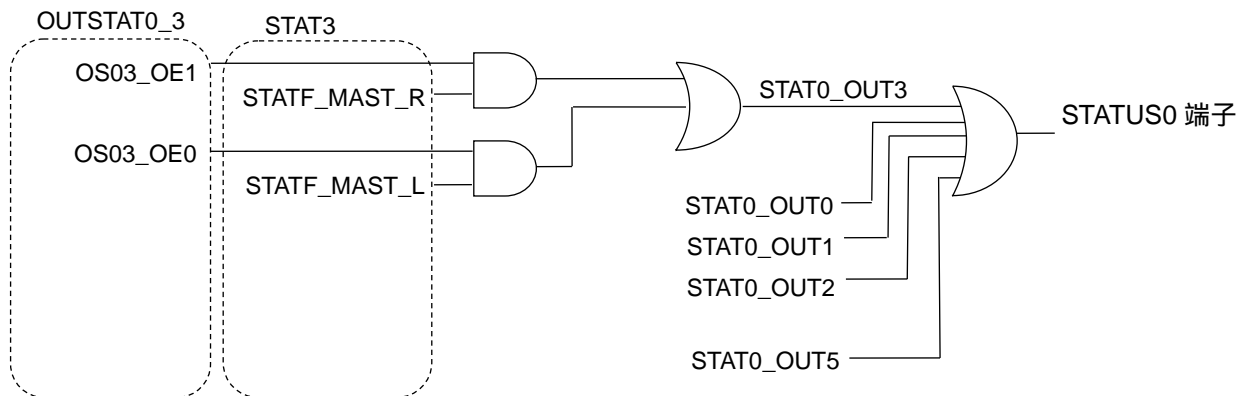 OUTSTAT0_3
STAT3
OS03_OE1
STATF_MAST_R
STAT0_OUT3
STATUS0 端子
OS03_OE0
STATF_MAST_L
STAT0_OUT0
STAT0_OUT1
STAT0_OUT2
STAT0_OUT5